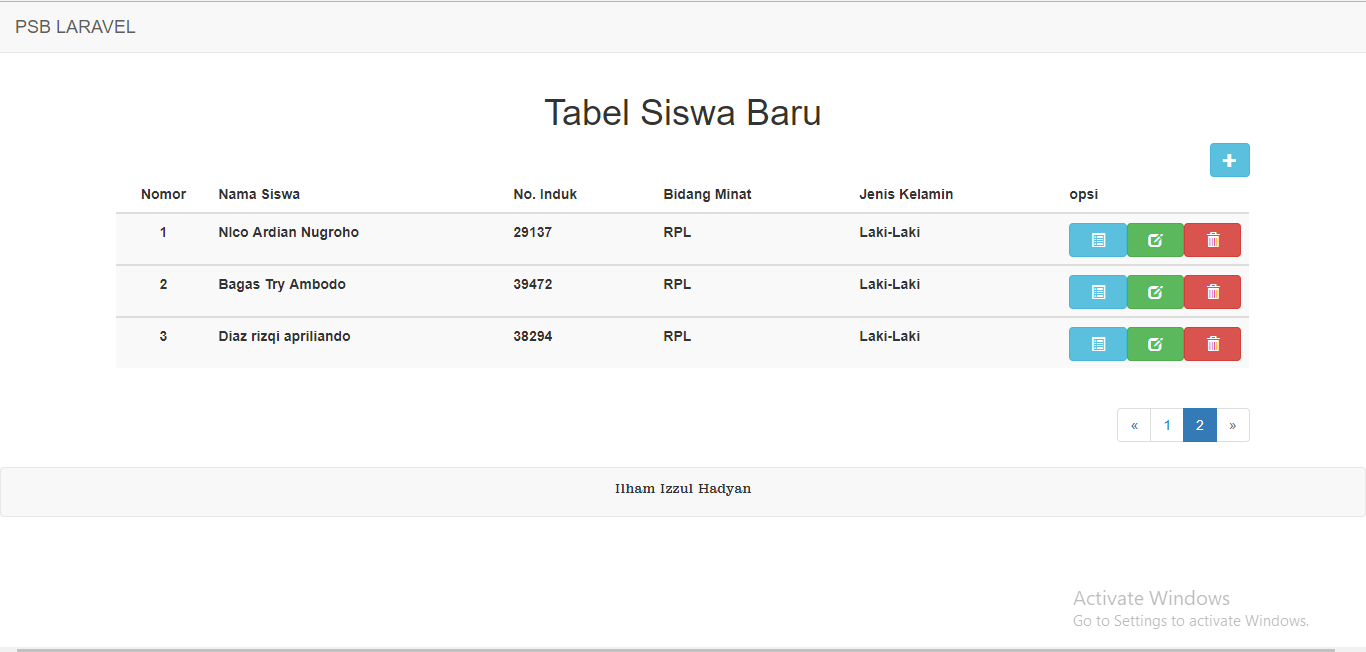 PSB LARAVEL
Tabel Siswa Baru
Nomor Nama Siswa No. Induk Bidang Minat Jenis Kelamin opsi
1 NIco Ardian Nugroho 29137 RPL Laki-Laki
2 Bagas Try Ambodo 39472 RPL Laki-Laki
3 Diaz rizqi apriliando 38294 RPL Laki-Laki
« 1 2 »
Ilham Izzul Hadyan
Activate Windows
Go to Settings to activate Windows.